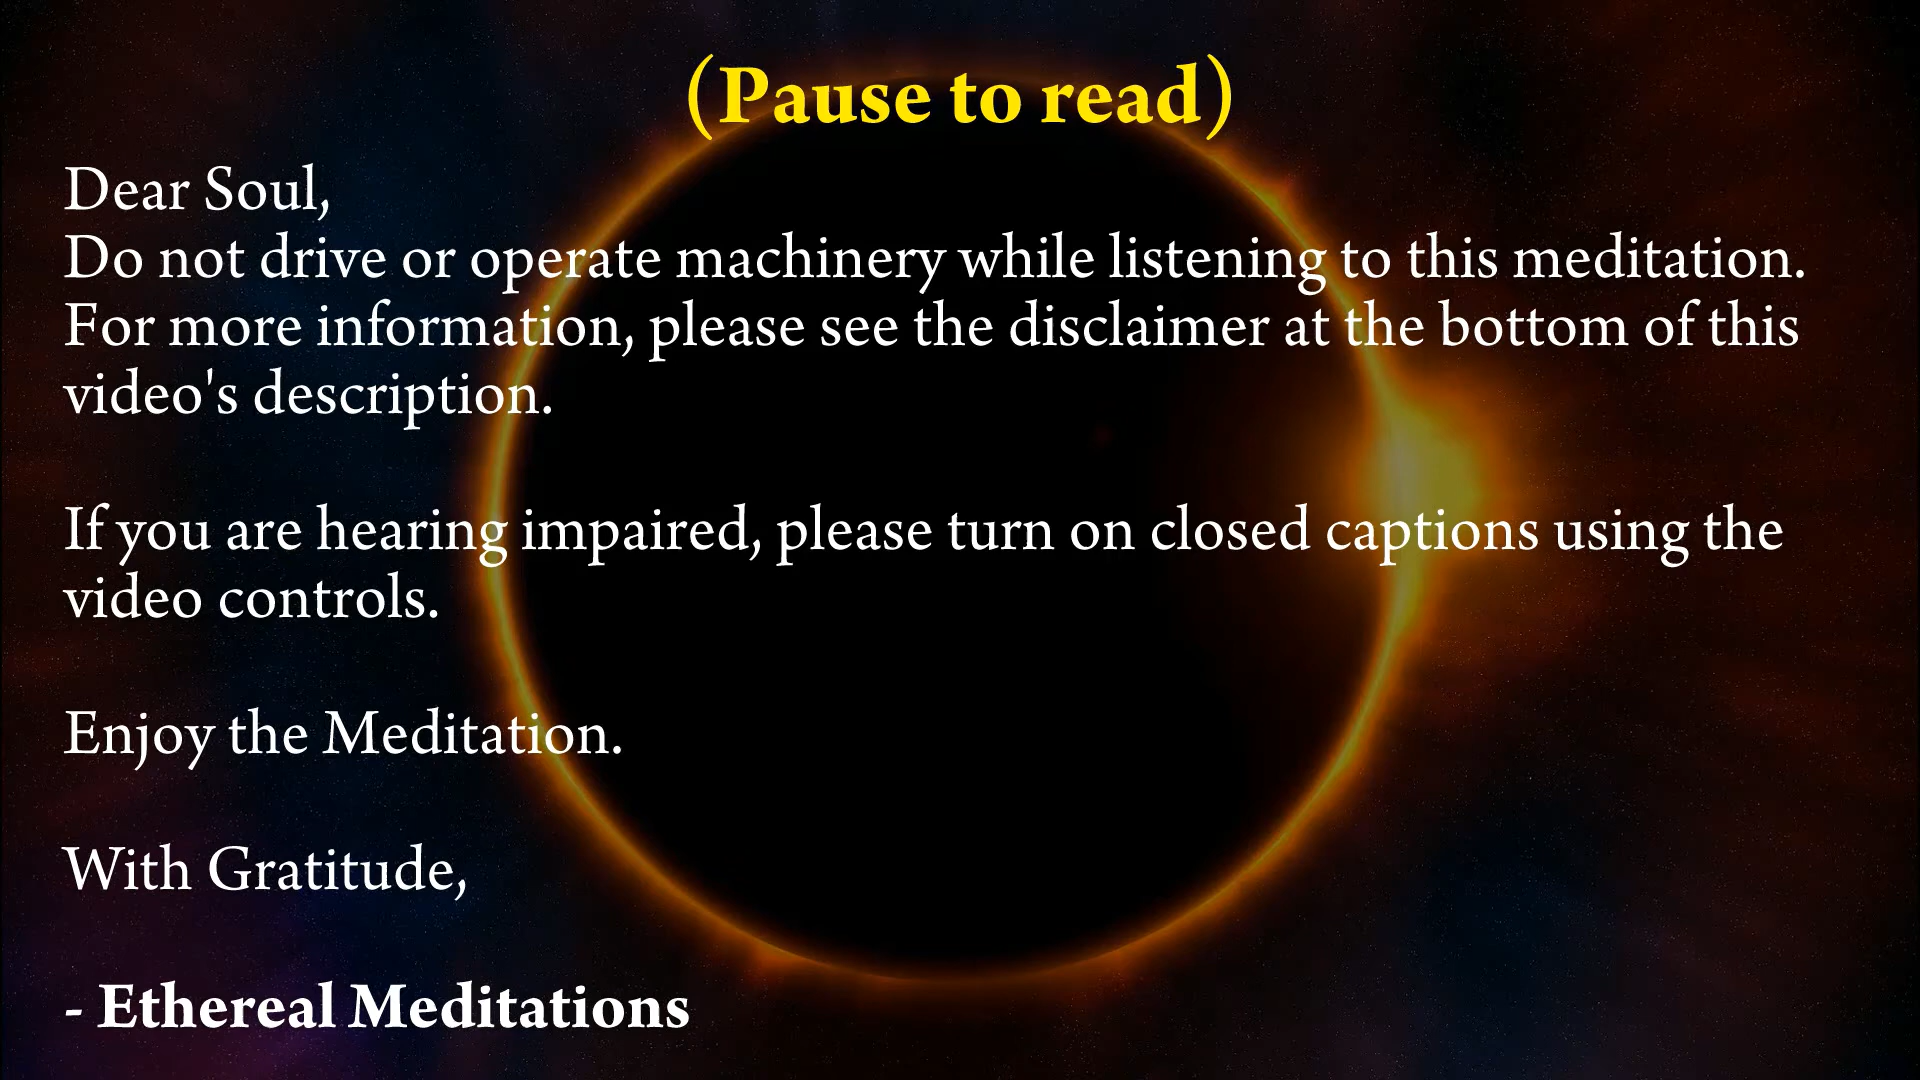 (Pause to read)
Dear Soul,
Do not drive or operate machinery while listening to this meditation.
For more information, please see the disclaimer at the bottom of this
video's description.
If you are hearing impaired, please turn on closed captions using the
video controls.
Enjoy the Meditation.
With Gratitude,
- Ethereal Meditations